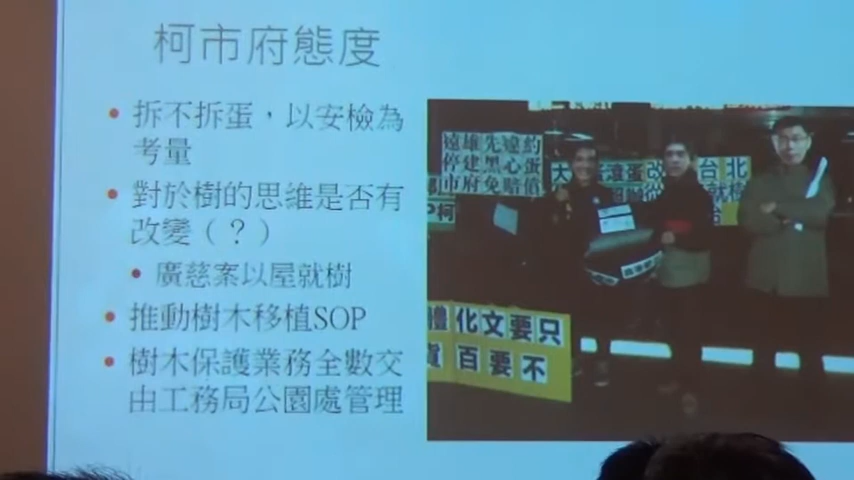 柯市府態度
拆不拆蛋，以安檢為
考量
對於樹的思維是否有
改變（？）
廣慈案以屋就樹
推動樹木移植SOP
樹木保護業務全數交
由工務局公園處管理
遠雄先違約
停建黑心蛋
市府免賠償
台北
就樹
P柯
體化文要只
百要不